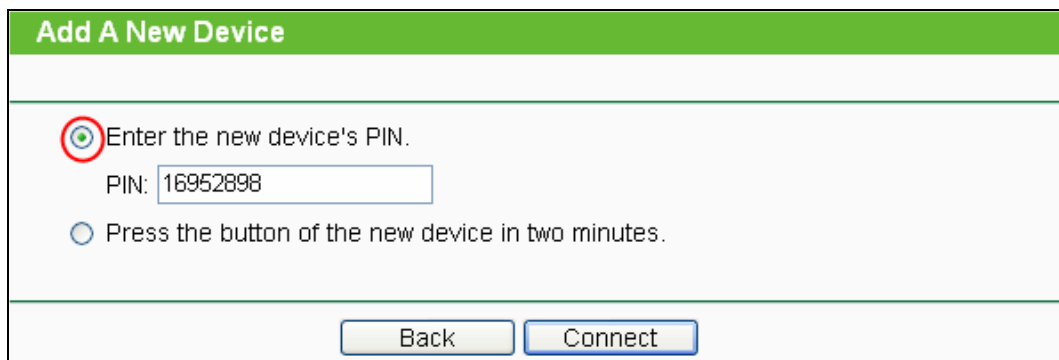 Add A New Device
Enter the new device's PIN.
PIN: 16952898
Press the button of the new device in two minutes.
Back Connect